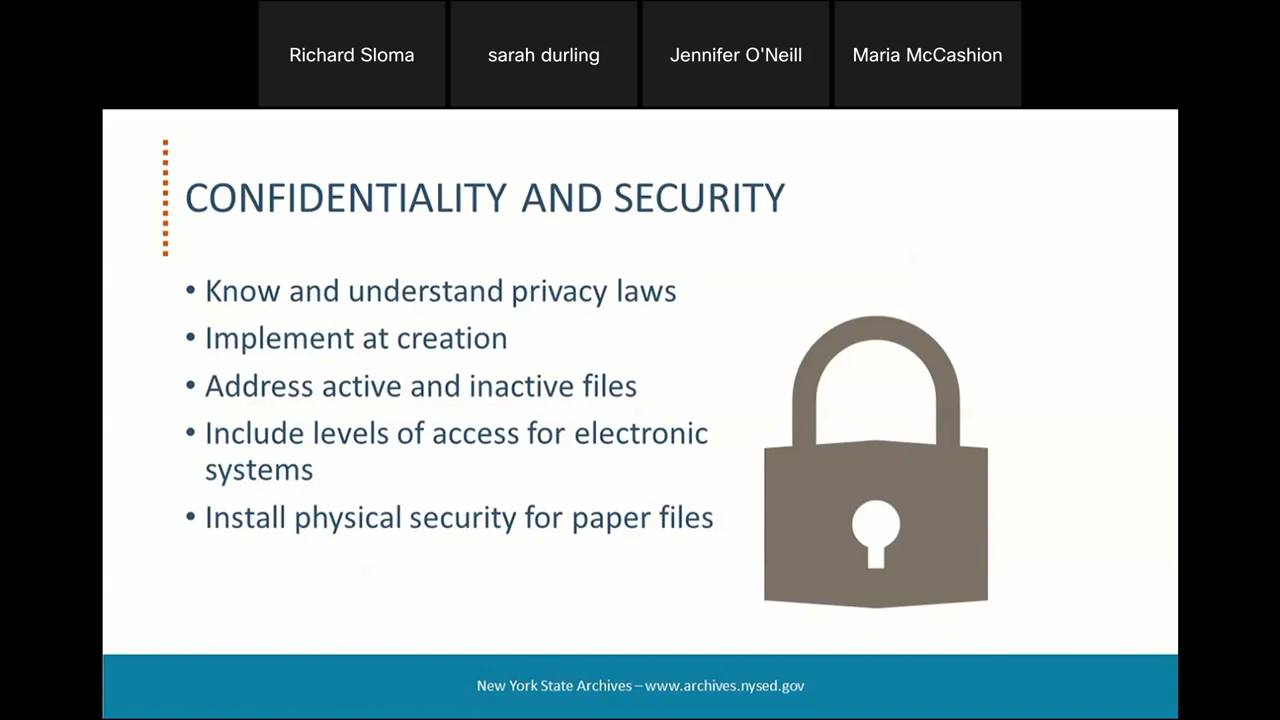 Richard Sloma
sarah durling
Jennifer O'Neill
Maria McCashion
CONFIDENTIALITY AND SECURITY
• Know and understand privacy laws
• Implement at creation
• Address active and inactive files
• Include levels of access for electronic
systems
• Install physical security for paper files
New York State Archives – www.archives.nysed.gov